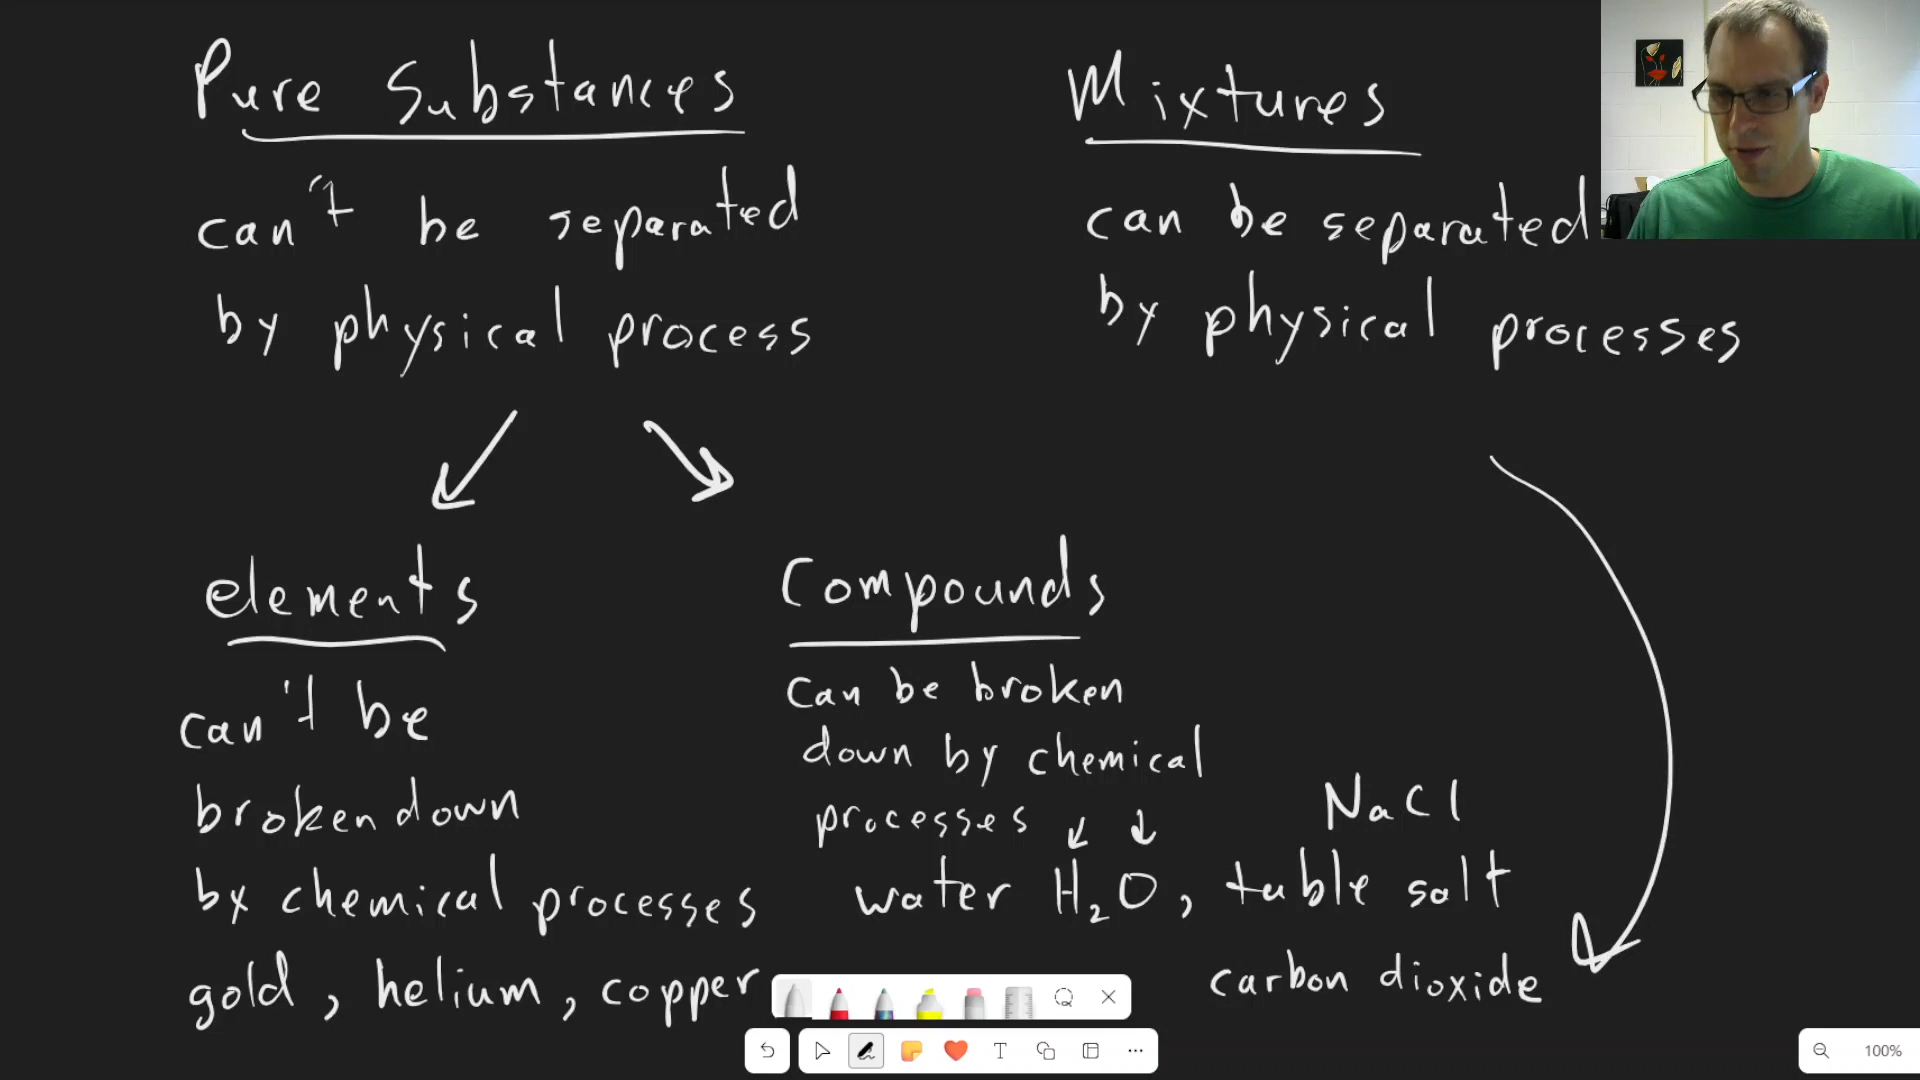 Pure Substances
can't be separated
by physical process
Mixtures
can be separated
by physical processes
elements
can't be
broken down
by chemical processes
gold, helium, copper
Compounds
can be broken
down by chemical
processes
NaCl
water H₂O, table salt
carbon dioxide
T
100%